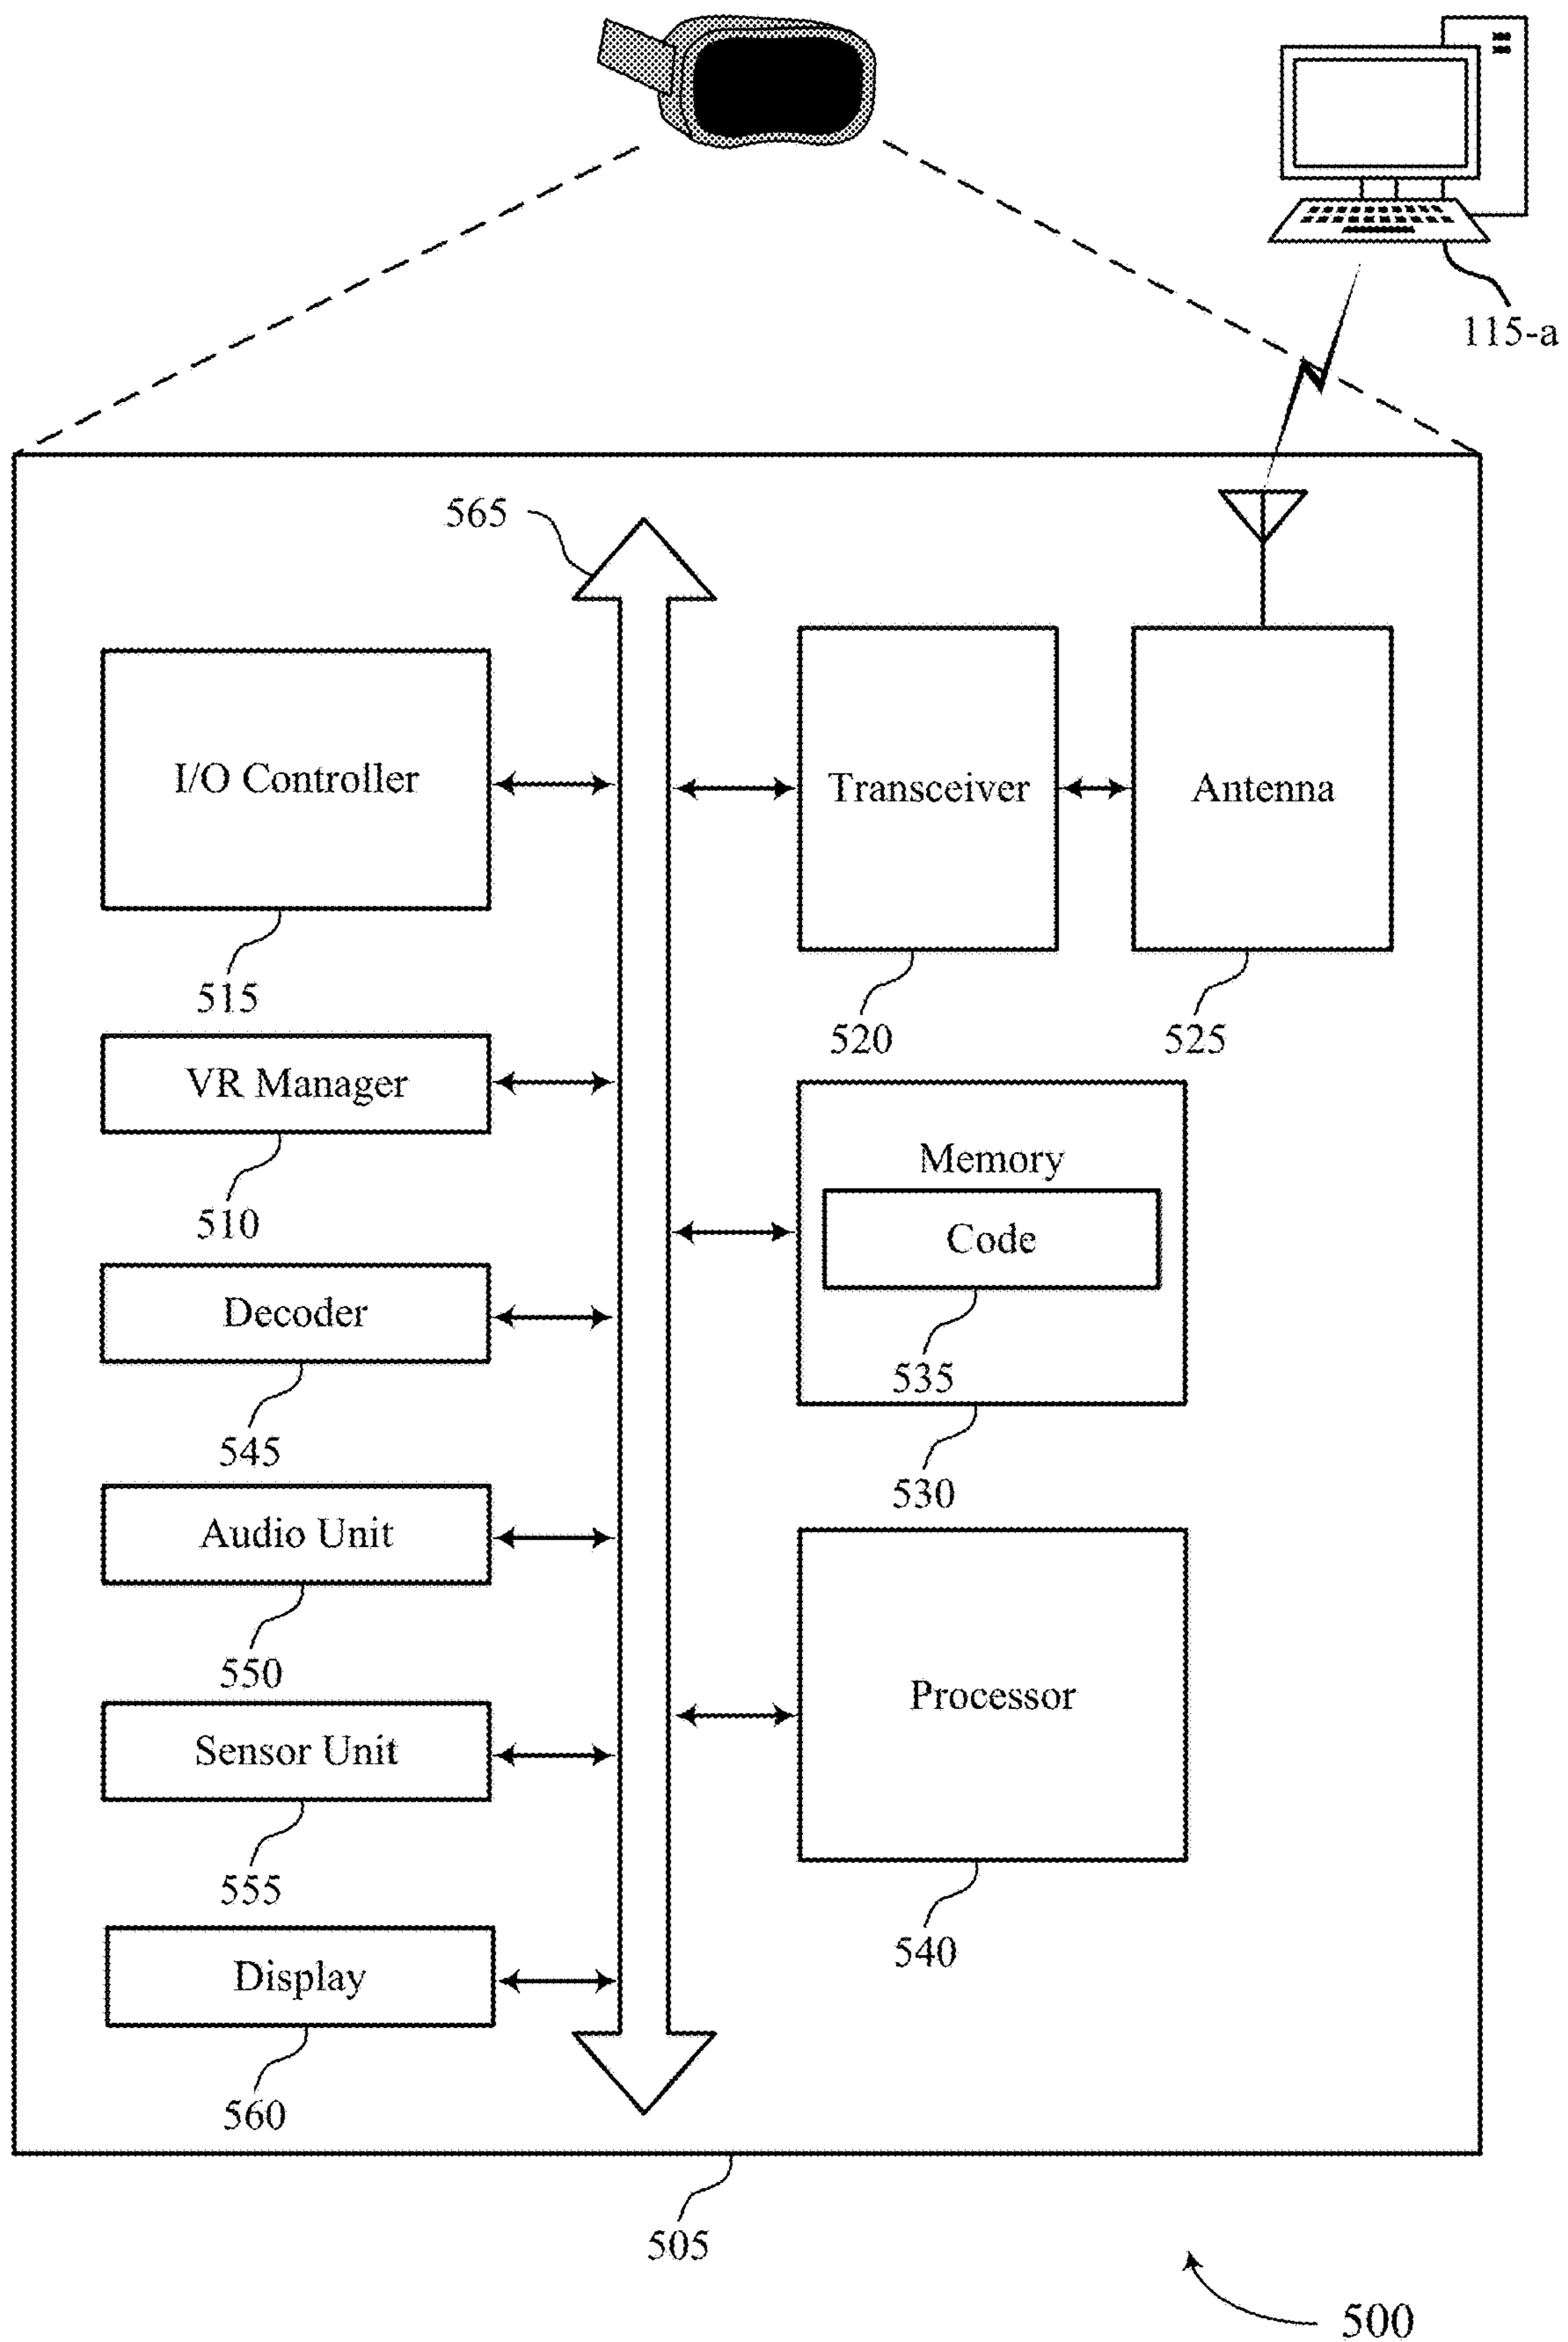 115-a
565
I/O Controller
515
Transceiver
520
Antenna
525
VR Manager
510
Memory
Code
535
530
Decoder
545
Audio Unit
550
Processor
540
Sensor Unit
555
Display
560
505
500